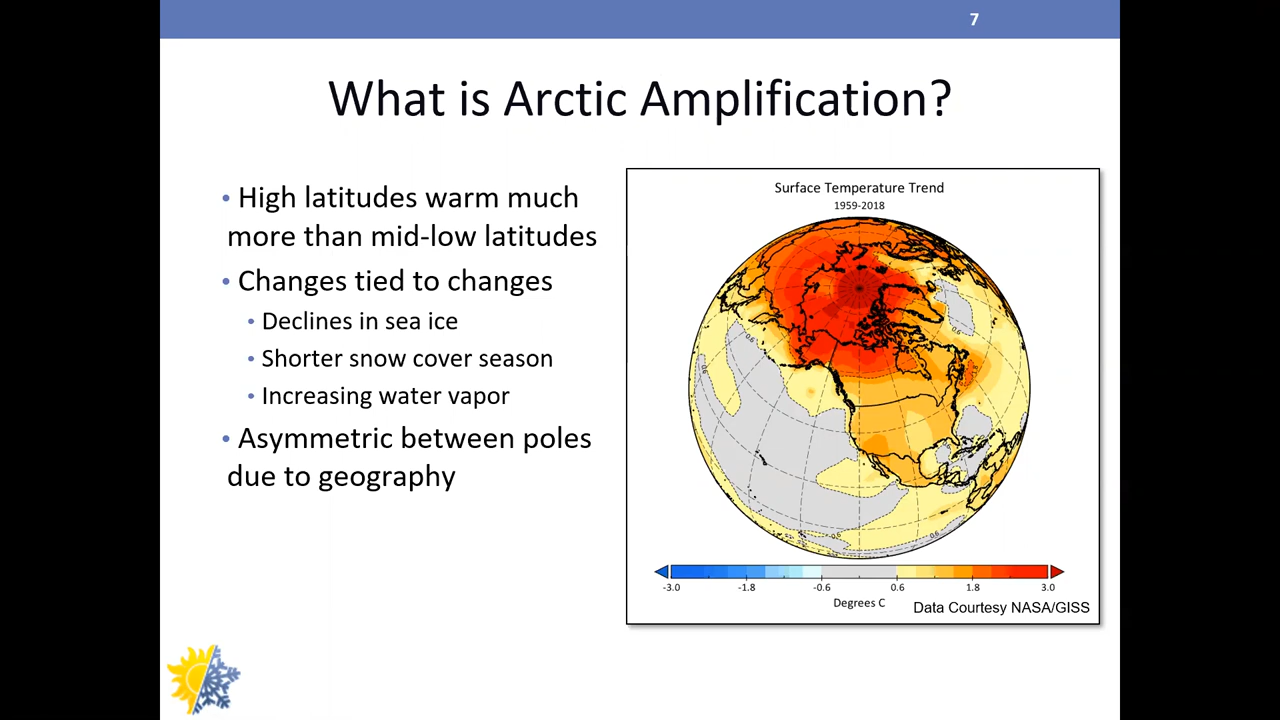 7
What is Arctic Amplification?
• High latitudes warm much
more than mid-low latitudes
• Changes tied to changes
• Declines in sea ice
• Shorter snow cover season
• Increasing water vapor
• Asymmetric between poles
due to geography
Surface Temperature Trend
1959-2018
-3.0 -1.8 -0.6 0.6 1.8 3.0
Degrees C
Data Courtesy NASA/GISS